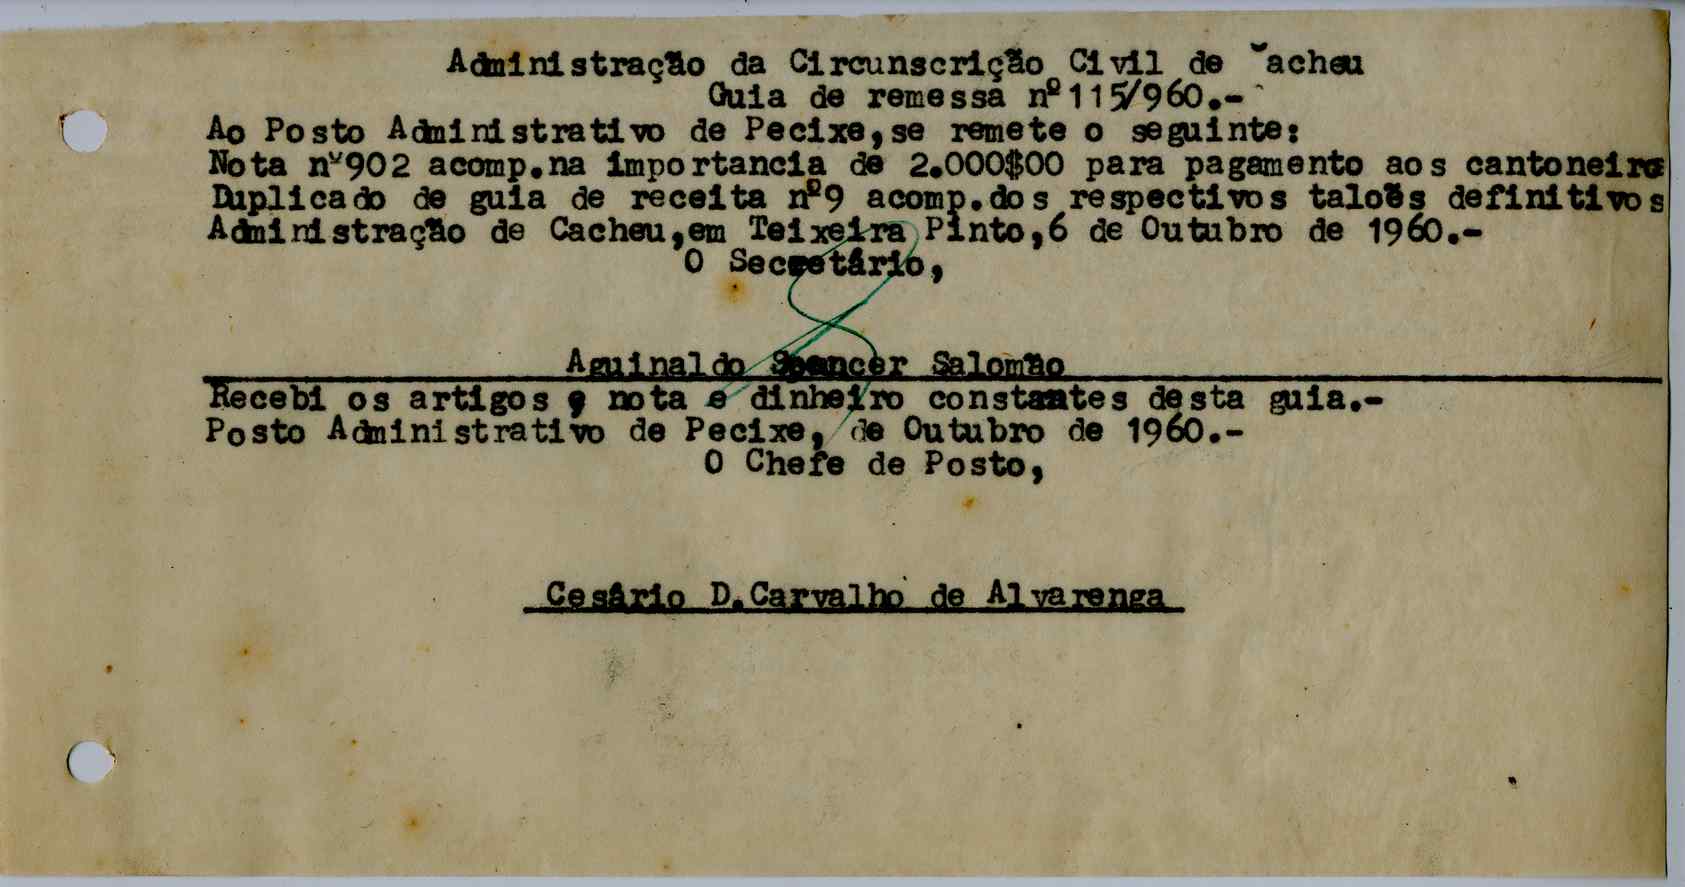 Administração da Circunscrição Civil de Cacheu
Guia de remessa nº115/960.-
Ao Posto Administrativo de Pecixe,se remete o seguinte:
Nota nº902 acomp.na importancia de 2.000$00 para pagamento aos cantoneiros
Duplicado de guia de receita nº9 acomp.dos respectivos taloẽs definitivos
Administração de Cacheu,em Teixeira Pinto,6 de Outubro de 1960.-
O Secretário,
Aguinaldo Spencer Salomão
Recebi os artigos e nota e dinheiro constantes desta guia.-
Posto Administrativo de Pecixe, de Outubro de 1960.-
O Chefe de Posto,
Cesário D.Carvalho de Alvarenga